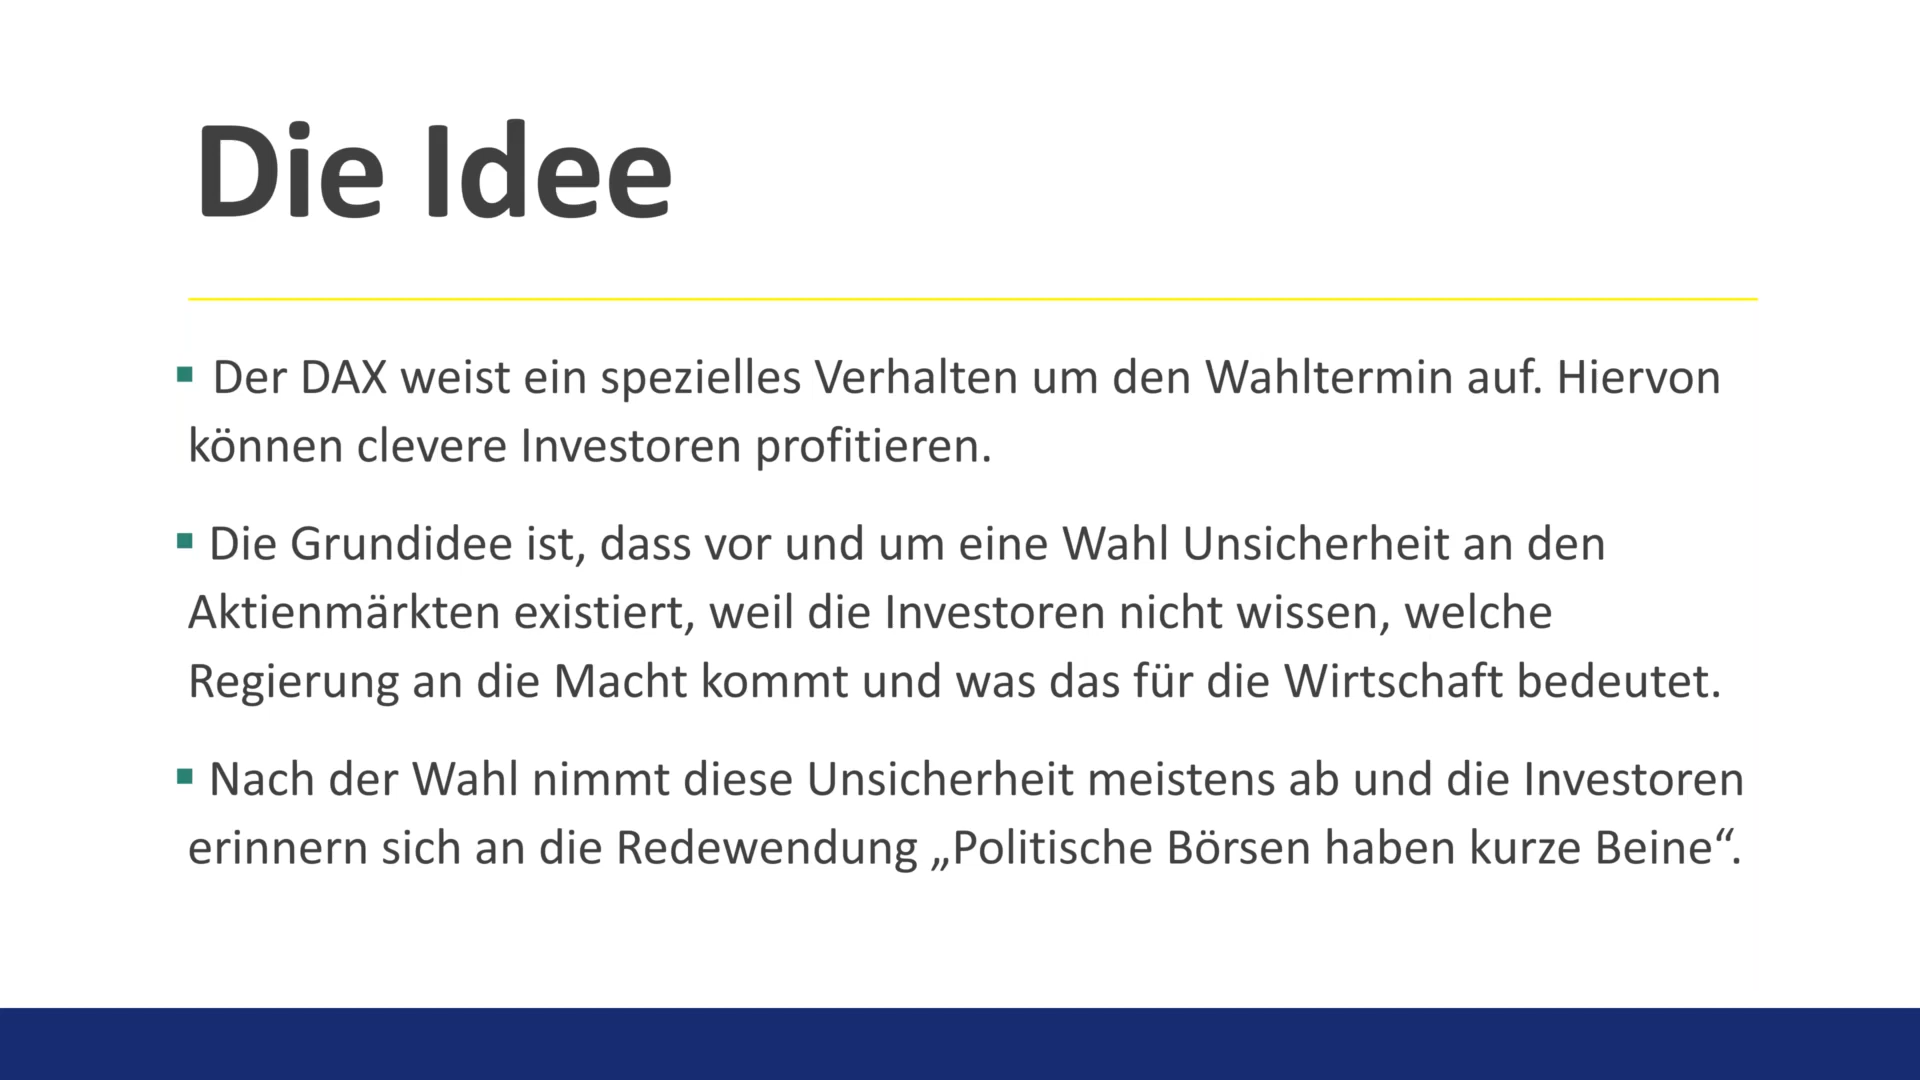 Die Idee
▪ Der DAX weist ein spezielles Verhalten um den Wahltermin auf. Hiervon
können clevere Investoren profitieren.
▪ Die Grundidee ist, dass vor und um eine Wahl Unsicherheit an den
Aktienmärkten existiert, weil die Investoren nicht wissen, welche
Regierung an die Macht kommt und was das für die Wirtschaft bedeutet.
▪ Nach der Wahl nimmt diese Unsicherheit meistens ab und die Investoren
erinnern sich an die Redewendung „Politische Börsen haben kurze Beine“.